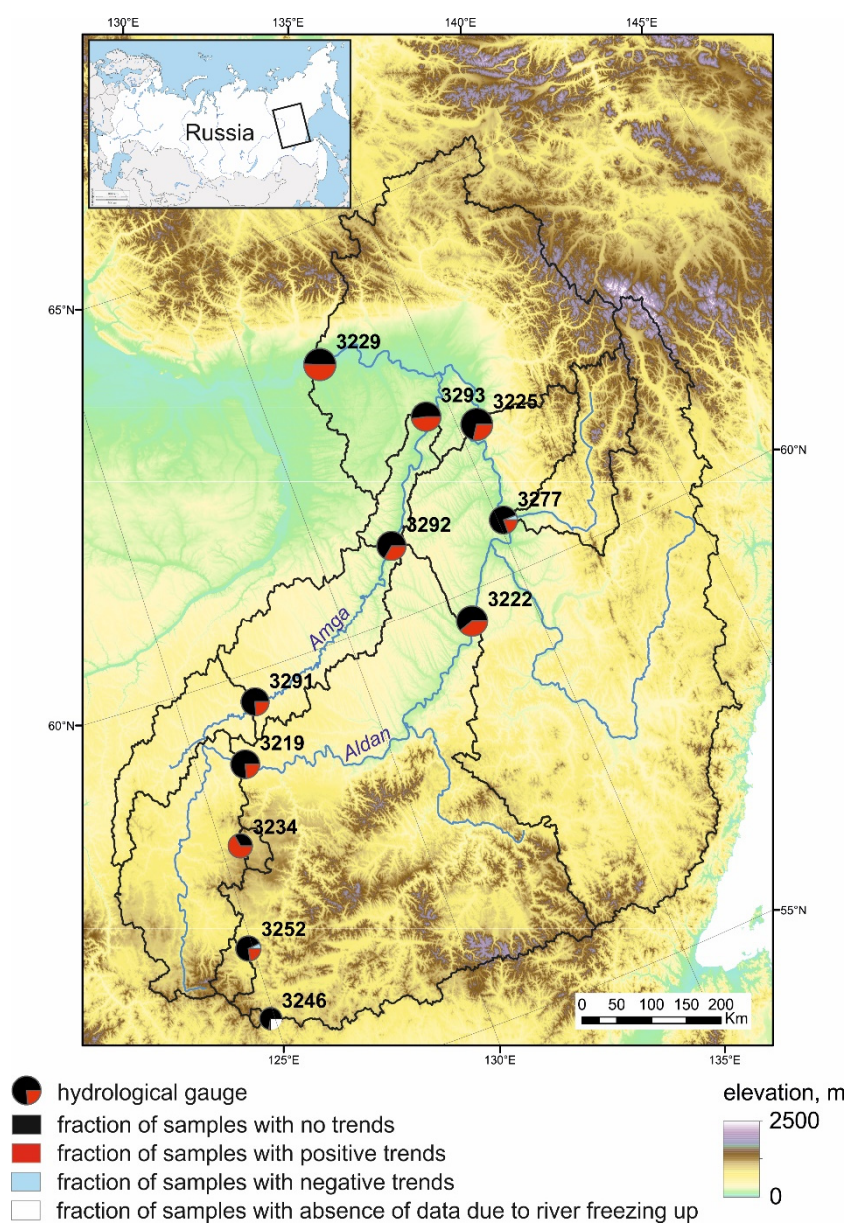 130°E
135°E
140°E
145°E
Russia
65°N
3229
3293
3225
60°N
3277
3292
3222
Amga
3291
60°N
3219
Aldan
3234
55°N
3252
3246
0 50 100 150 200
Km
125°E
130°E
135°E
hydrological gauge
fraction of samples with no trends
fraction of samples with positive trends
fraction of samples with negative trends
fraction of samples with absence of data due to river freezing up
elevation, m
2500
0